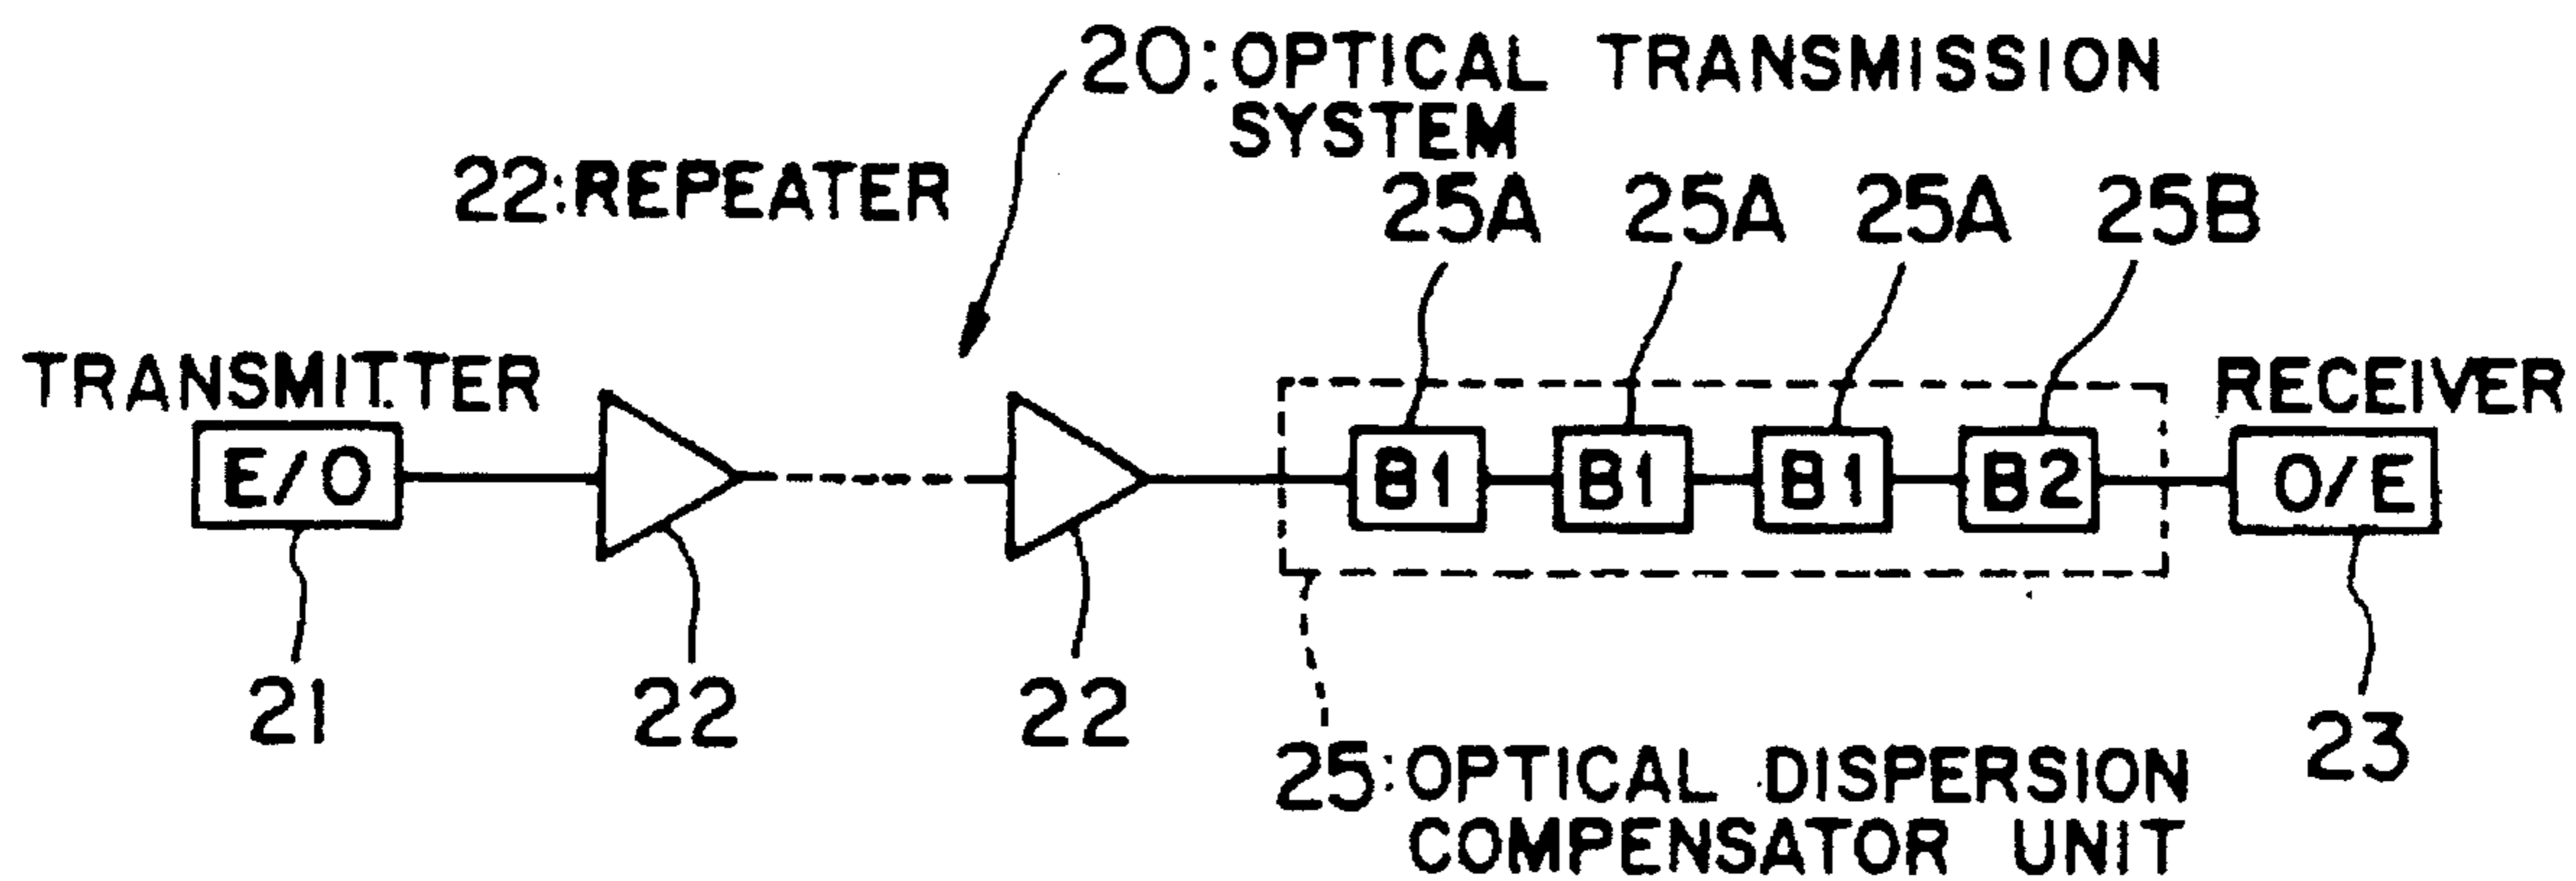 20:OPTICAL TRANSMISSION
SYSTEM
22:REPEATER
25A 25A 25A 25B
TRANSMITTER
RECEIVER
E/O
B1 B1 B1 B2
O/E
21
22
22
23
25:OPTICAL DISPERSION
COMPENSATOR UNIT